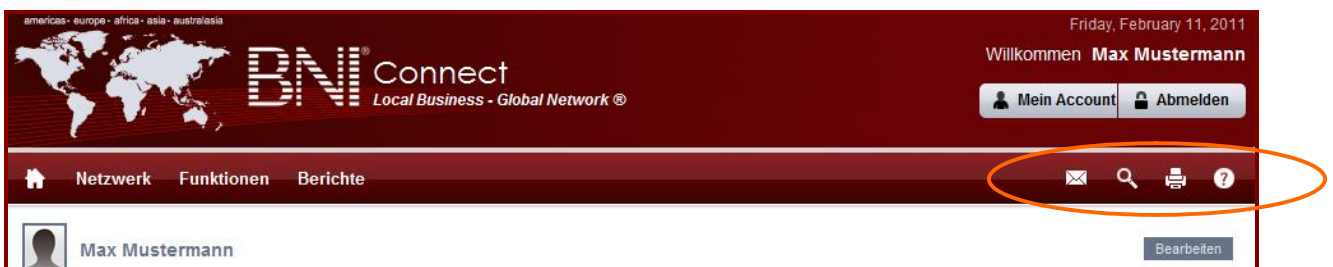 americas - europe - africa - asia - australasia
Friday, February 11, 2011
Willkommen Max Mustermann
BNI® Connect
Local Business - Global Network ®
Mein Account Abmelden
Netzwerk Funktionen Berichte ?
Max Mustermann Bearbeiten